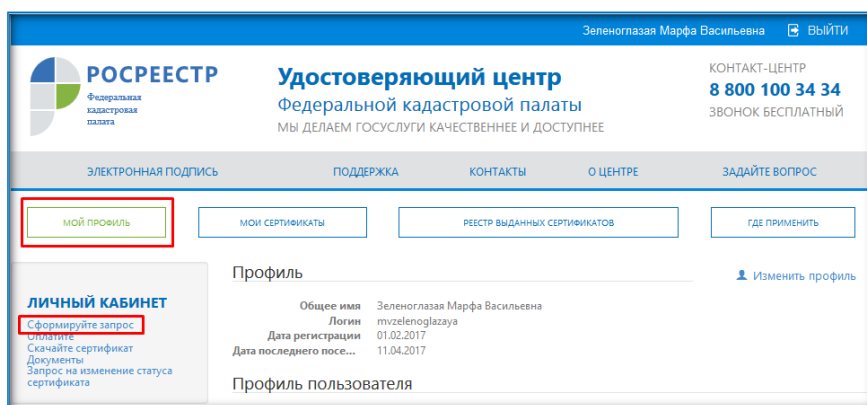 Зеленоглазая Марфа Васильевна ВЫЙТИ
РОСРЕЕСТР
Федеральная
кадастровая
палата
Удостоверяющий центр
Федеральной кадастровой палаты
МЫ ДЕЛАЕМ ГОСУСЛУГИ КАЧЕСТВЕННЕЕ И ДОСТУПНЕЕ
КОНТАКТ-ЦЕНТР
8 800 100 34 34
ЗВОНОК БЕСПЛАТНЫЙ
ЭЛЕКТРОННАЯ ПОДПИСЬ ПОДДЕРЖКА КОНТАКТЫ О ЦЕНТРЕ ЗАДАЙТЕ ВОПРОС
МОЙ ПРОФИЛЬ МОИ СЕРТИФИКАТЫ РЕЕСТР ВЫДАННЫХ СЕРТИФИКАТОВ ГДЕ ПРИМЕНИТЬ
ЛИЧНЫЙ КАБИНЕТ
Сформируйте запрос
Оплатите
Скачайте сертификат
Документы
Запрос на изменение статуса
сертификата
Профиль
Изменить профиль
Общее имя Зеленоглазая Марфа Васильевна
Логин mvzelenoglazaya
Дата регистрации 01.02.2017
Дата последнего посе... 11.04.2017
Профиль пользователя